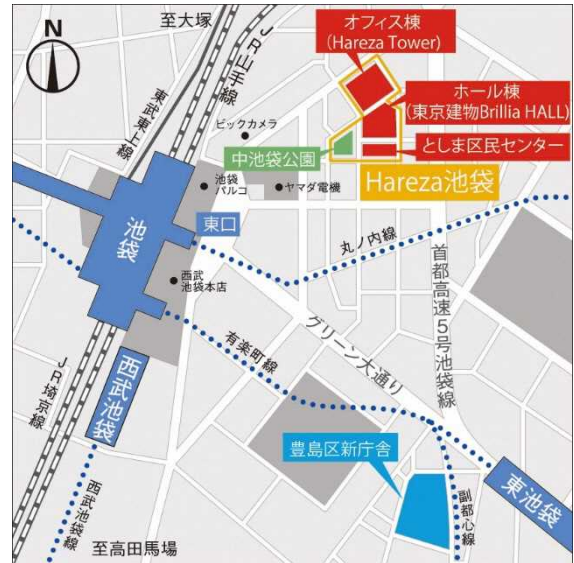 N
至大塚
JR山手線
東武東上線
オフィス棟
(Hareza Tower)
ホール棟
(東京建物Brillia HALL)
としま区民センター
中池袋公園
Hareza池袋
ビックカメラ
池袋
パルコ
ヤマダ電機
東口
池袋
丸ノ内線
首都高速5号池袋線
西武
池袋本店
グリーン大通り
有楽町線
JR埼京線
西武池袋
豊島区新庁舎
東池袋
副都心線
西武池袋線
至高田馬場